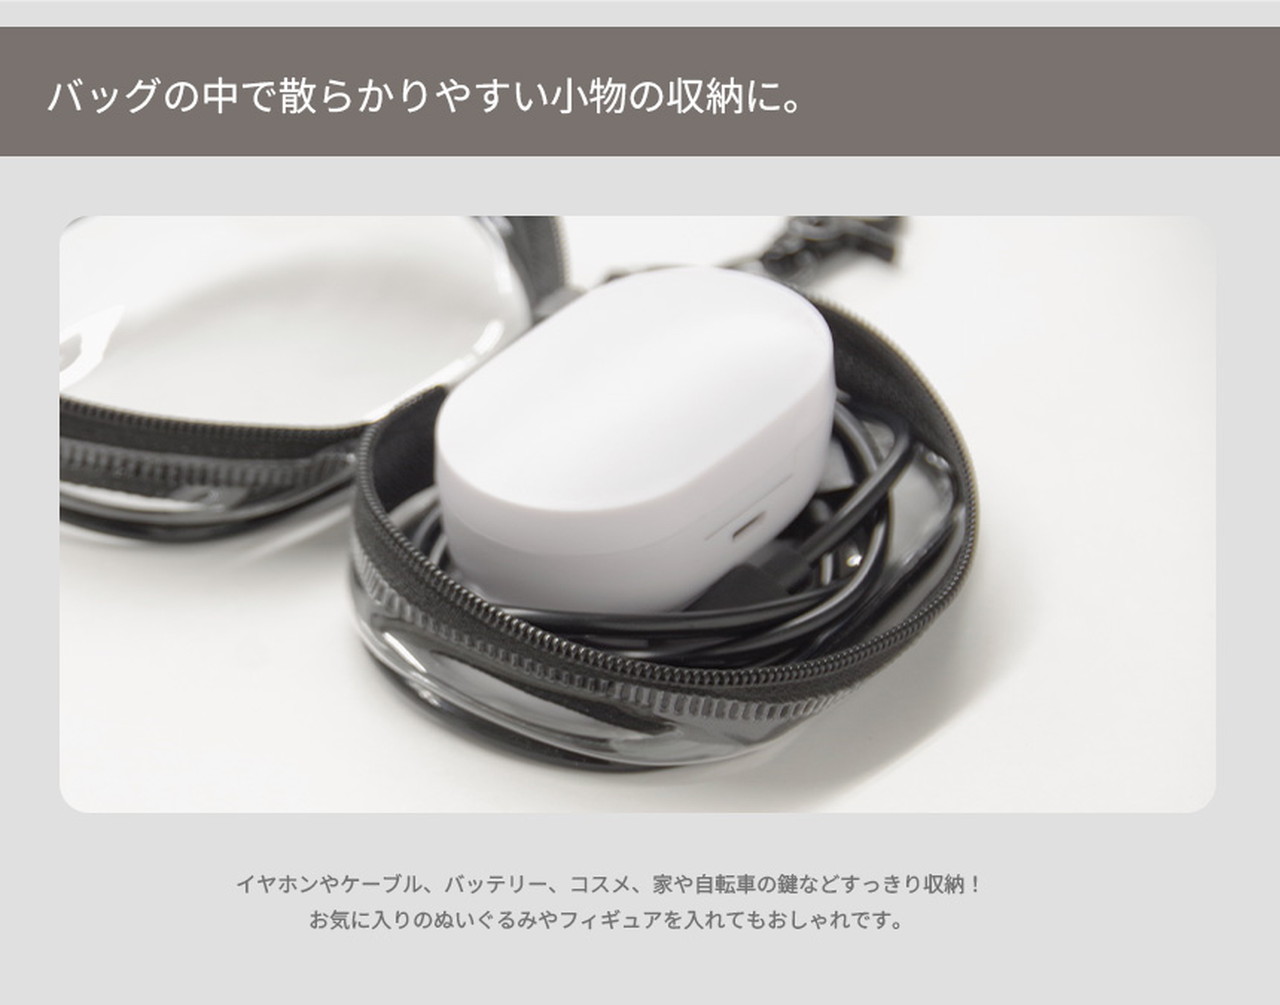 バッグの中で散らかりやすい小物の収納に。
イヤホンやケーブル、バッテリー、コスメ、家や自転車の鍵などすっきり収納！
お気に入りのぬいぐるみやフィギュアを入れてもおしゃれです。